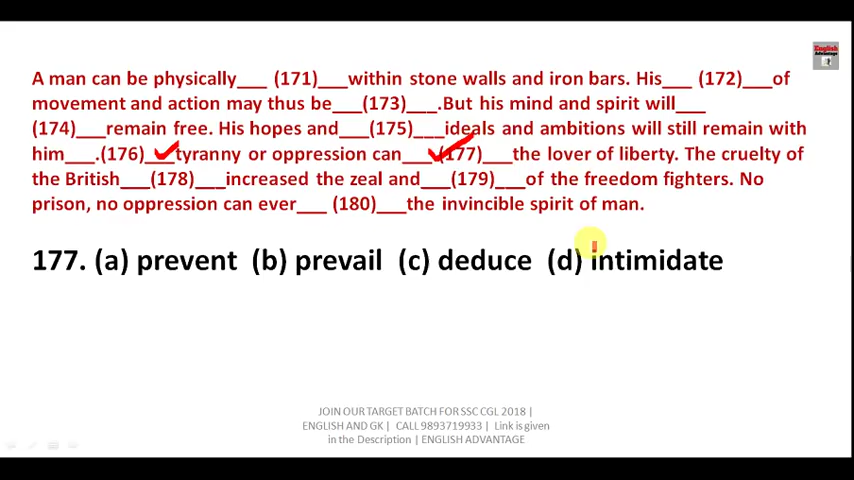 English
Advantage
A man can be physically___ (171)___within stone walls and iron bars. His___ (172)___of
movement and action may thus be___(173)___.But his mind and spirit will___
(174)___remain free. His hopes and___(175)___ideals and ambitions will still remain with
him___.(176)___tyranny or oppression can___(177)___the lover of liberty. The cruelty of
the British___(178)___increased the zeal and___(179)___of the freedom fighters. No
prison, no oppression can ever___ (180)___the invincible spirit of man.
177. (a) prevent (b) prevail (c) deduce (d) intimidate
JOIN OUR TARGET BATCH FOR SSC CGL 2018 |
ENGLISH AND GK | CALL 9893719933 | Link is given
in the Description | ENGLISH ADVANTAGE